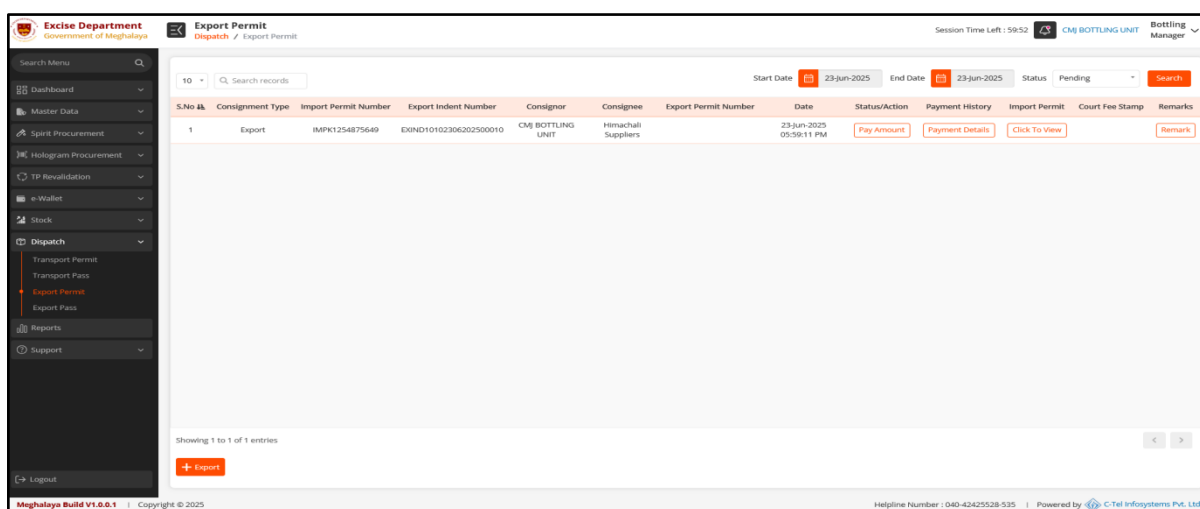 Excise Department
Government of Meghalaya
Export Permit
Dispatch / Export Permit
Session Time Left : 59:52
CMJ BOTTLING UNIT
Bottling
Manager
Search Menu
Dashboard
Master Data
Spirit Procurement
Hologram Procurement
TP Revalidation
e-Wallet
Stock
Dispatch
Transport Permit
Transport Pass
Export Permit
Export Pass
Reports
Support
Logout
10
Search records
Start Date 23-Jun-2025 End Date 23-Jun-2025 Status Pending Search
S.No Consignment Type Import Permit Number Export Indent Number Consignor Consignee Export Permit Number Date Status/Action Payment History Import Permit Court Fee Stamp Remarks
1 Export IMPK1254875649 EXIND10102306202500010 CMJ BOTTLING UNIT Himachali Suppliers 23-Jun-2025 05:59:11 PM Pay Amount Payment Details Click To View Remark
Showing 1 to 1 of 1 entries
< >
+ Export
Meghalaya Build V1.0.0.1 | Copyright © 2025
Helpline Number : 040-42425528-535 | Powered by C-Tel Infosystems Pvt. Ltd